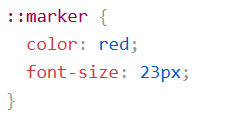 ::marker {
  color: red;
  font-size: 23px;
}